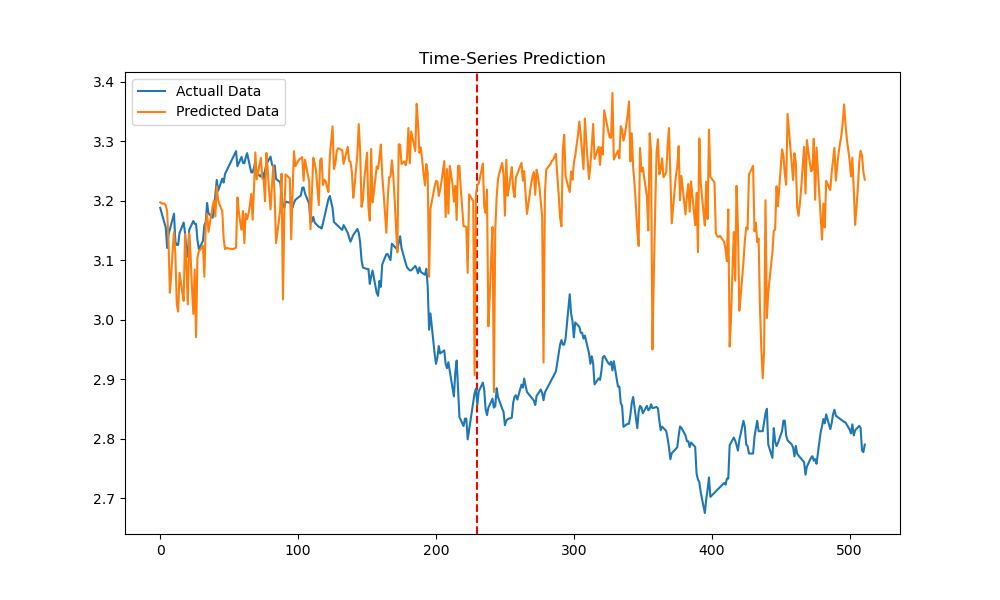 Time-Series Prediction
Actuall Data
Predicted Data
3.4
3.3
3.2
3.1
3.0
2.9
2.8
2.7
0 100 200 300 400 500